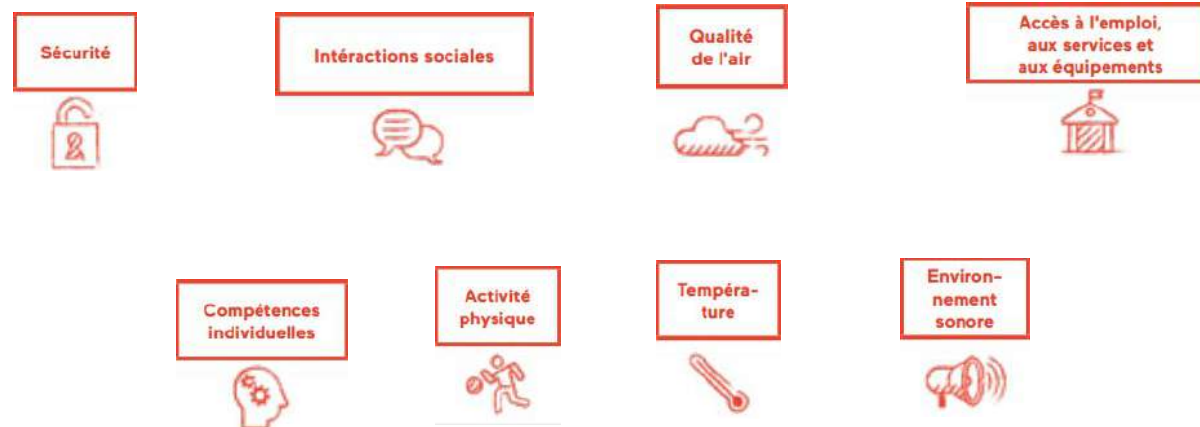 Sécurité
Intéractions sociales
Qualité
de l'air
Accès à l'emploi,
aux services et
aux équipements
Compétences
individuelles
Activité
physique
Tempéra-
ture
Environ-
nement
sonore